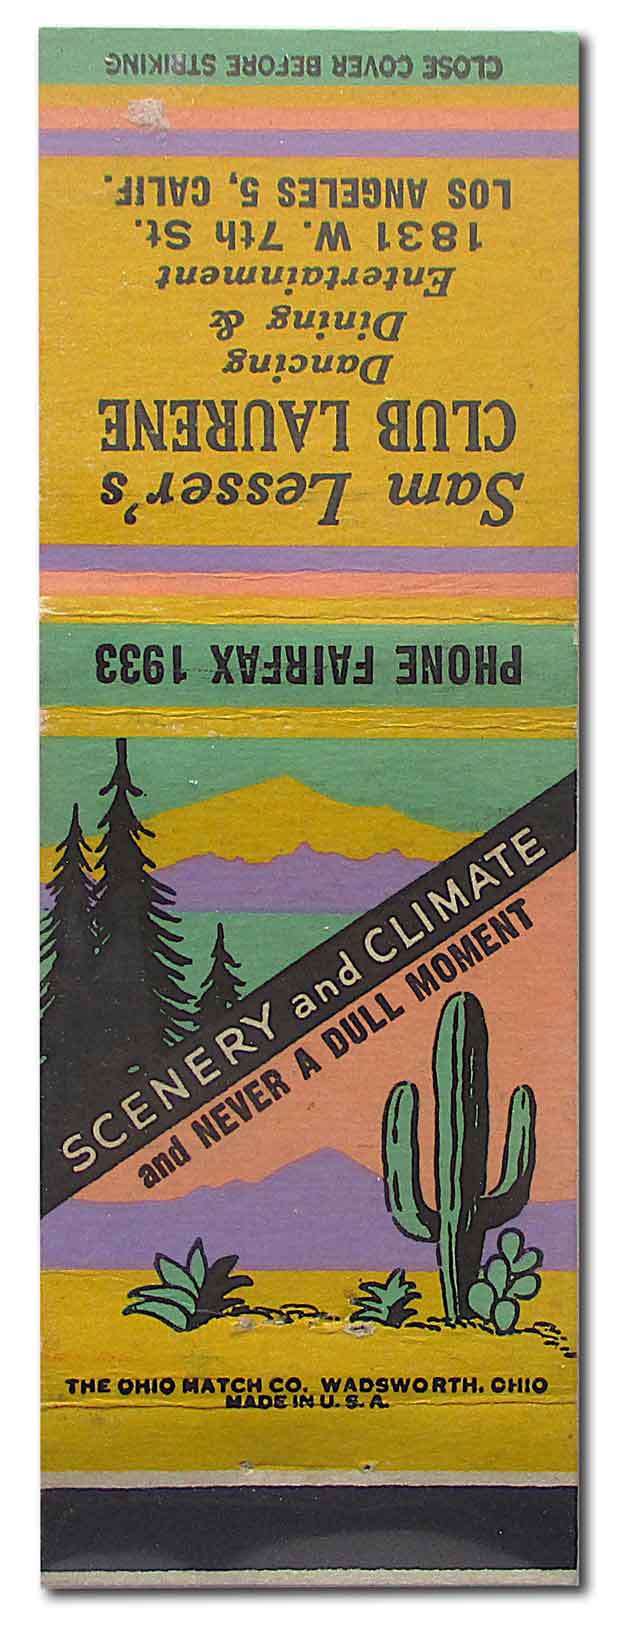 CLOSE COVER BEFORE STRIKING
Sam Lesser's
CLUB LAURENE
Dancing
Dining &
Entertainment
1831 W. 7th St.
LOS ANGELES 5, CALIF.
PHONE FAIRFAX 1933
SCENERY and CLIMATE
and NEVER A DULL MOMENT
THE OHIO MATCH CO. WADSWORTH, OHIO
MADE IN U. S. A.